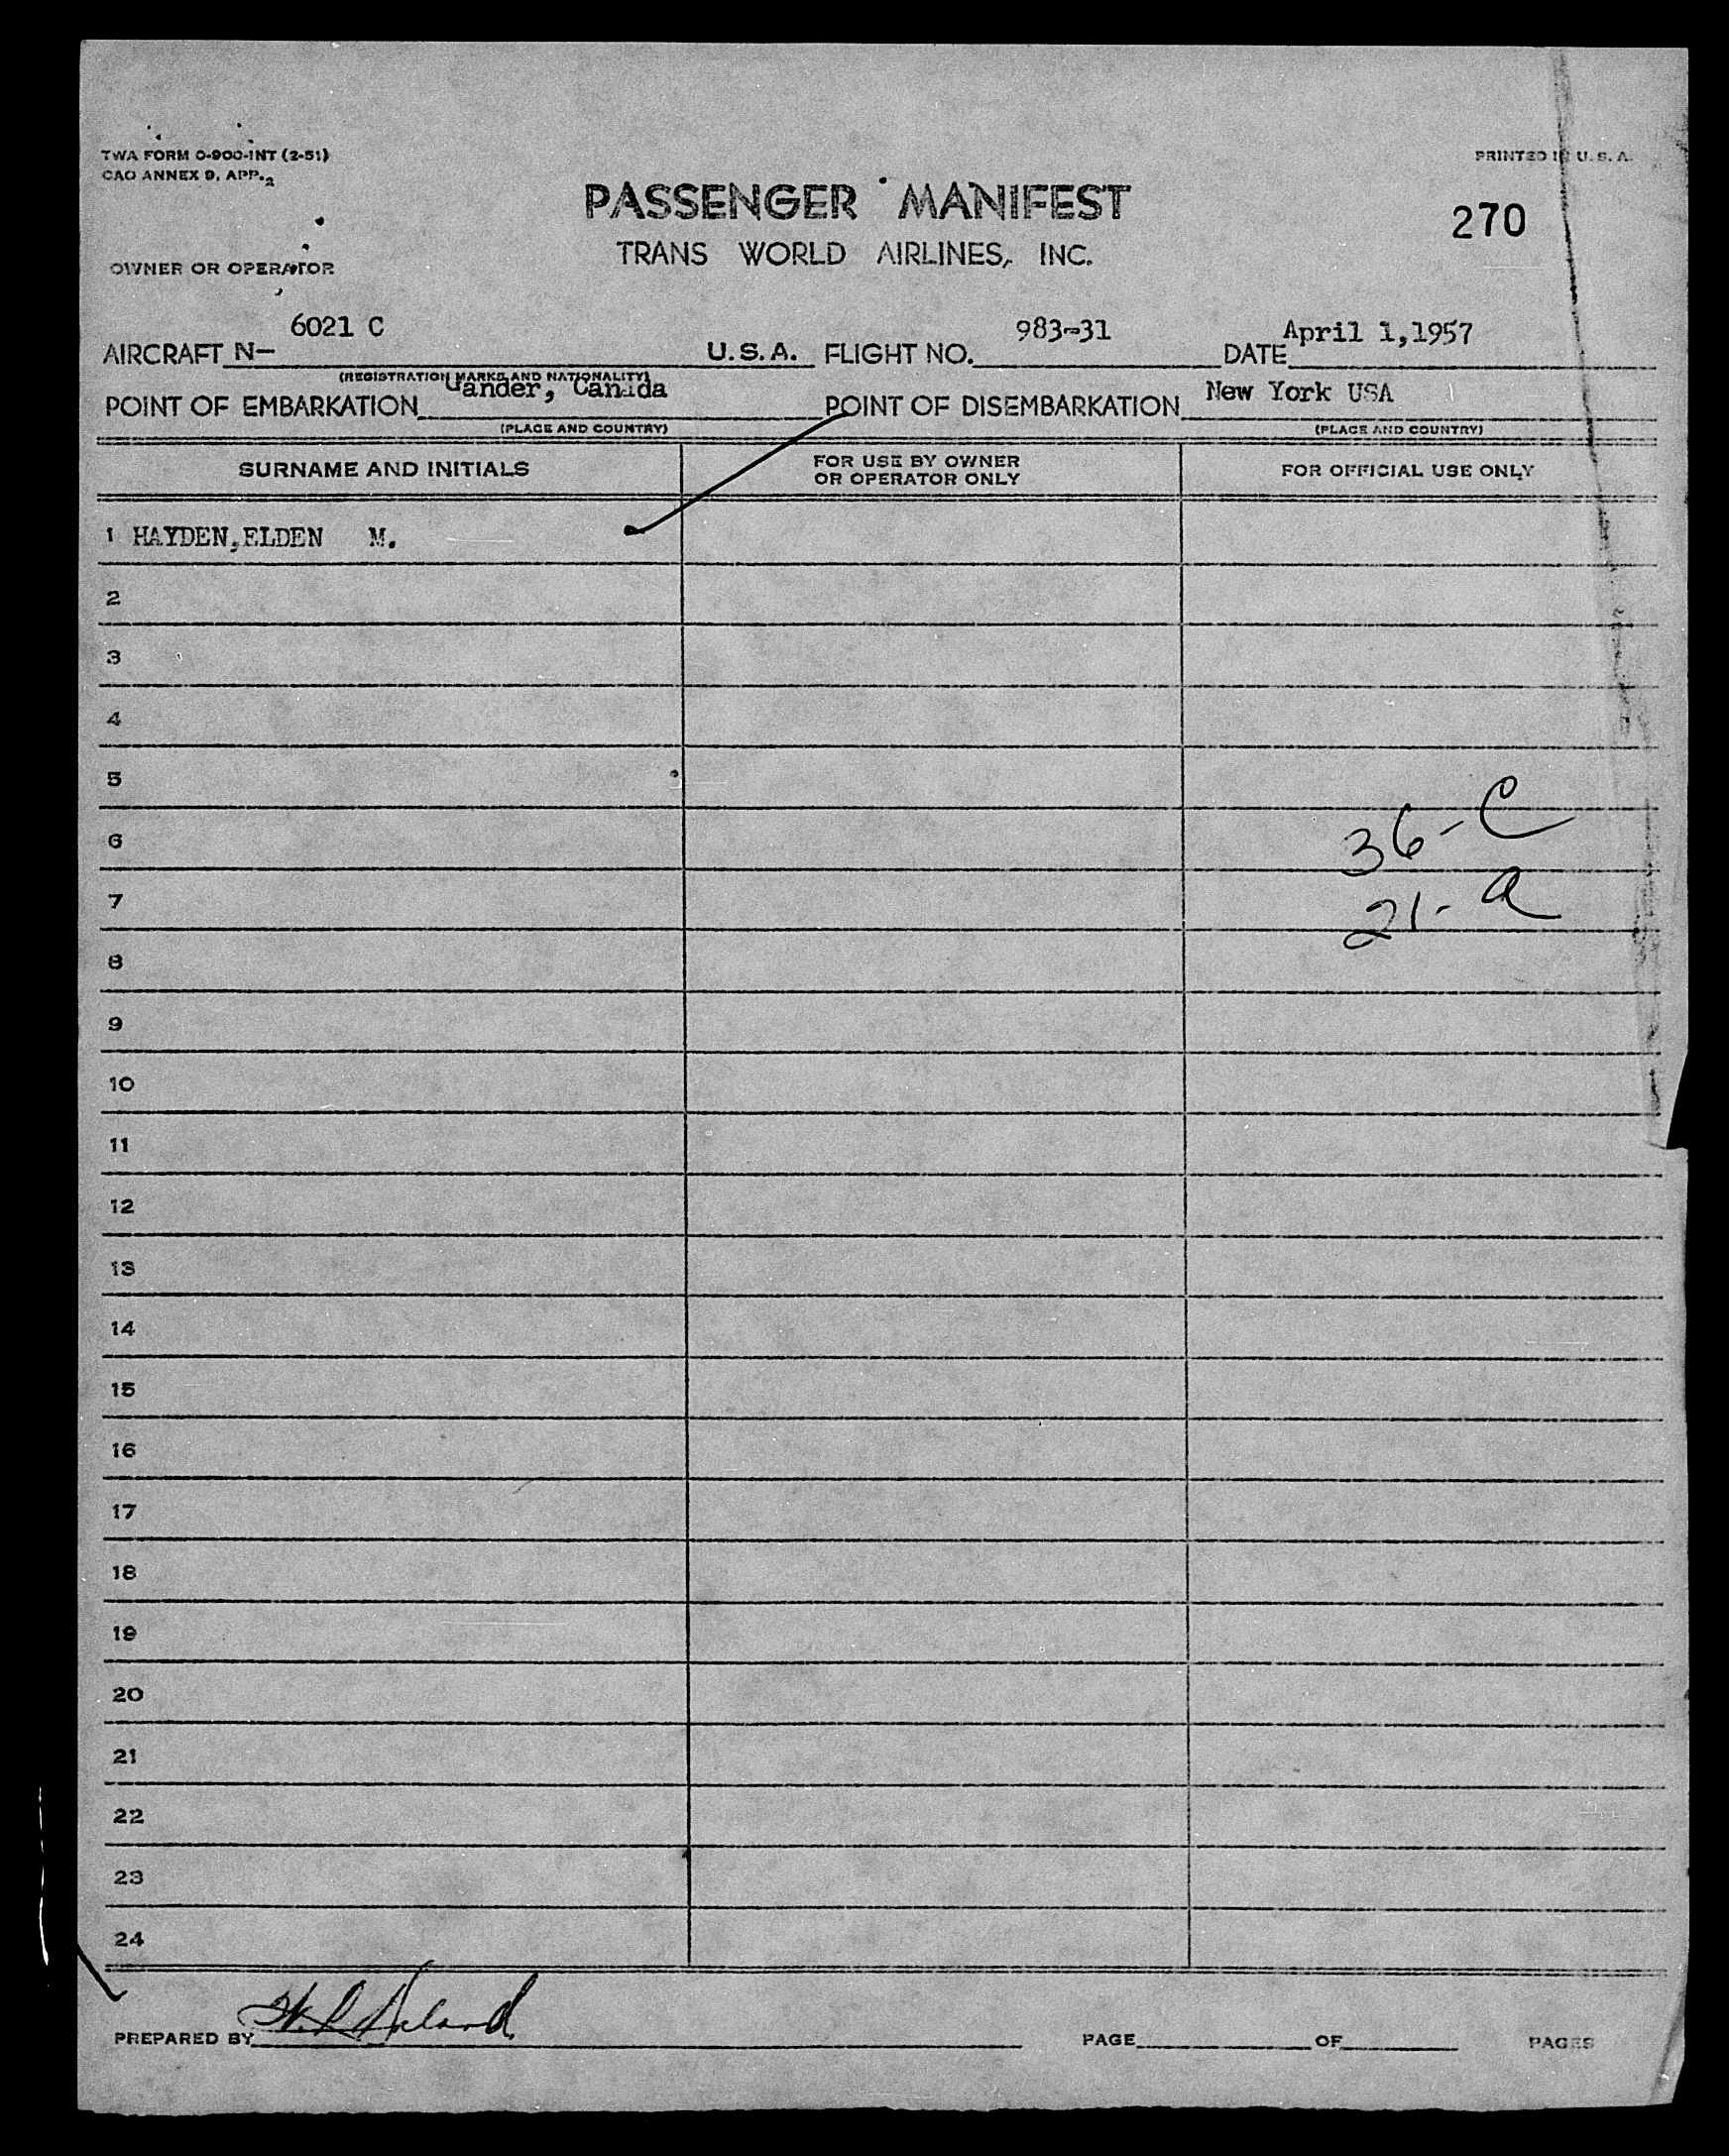 TWA FORM O-900-INT (2-51)
CAO ANNEX 9, APP. 2
PRINTED IN U. S. A.
PASSENGER MANIFEST
270
TRANS WORLD AIRLINES, INC.
OWNER OR OPERATOR
AIRCRAFT N- 6021 C U.S.A. FLIGHT NO. 983-31 DATE April 1,1957
(REGISTRATION MARKS AND NATIONALITY)
POINT OF EMBARKATION Gander, Canada POINT OF DISEMBARKATION New York USA
(PLACE AND COUNTRY) (PLACE AND COUNTRY)
SURNAME AND INITIALS FOR USE BY OWNER OR OPERATOR ONLY FOR OFFICIAL USE ONLY
1 HAYDEN,ELDEN M.
2
3
4
5
6 36-C
7 21-a
8
9
10
11
12
13
14
15
16
17
18
19
20
21
22
23
24
PREPARED BY PAGE OF PAGES